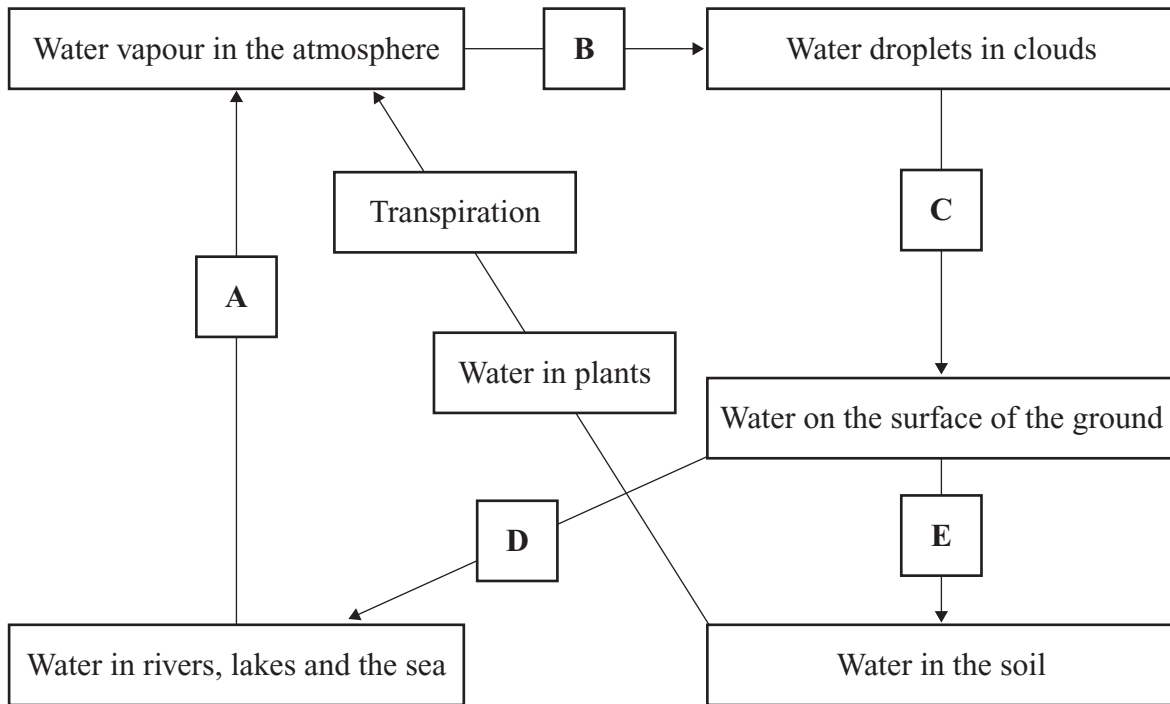 Water vapour in the atmosphere
B
Water droplets in clouds
Transpiration
C
A
Water in plants
Water on the surface of the ground
D
E
Water in rivers, lakes and the sea
Water in the soil